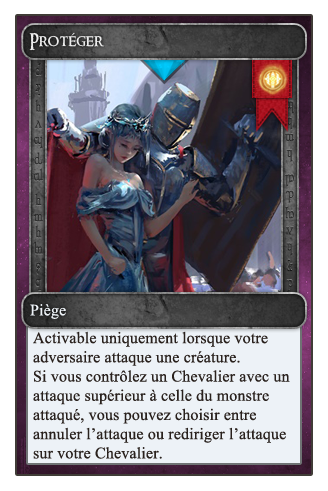 Protéger
Piège
Activable uniquement lorsque votre
adversaire attaque une créature.
Si vous contrôlez un Chevalier avec un
attaque supérieur à celle du monstre
attaqué, vous pouvez choisir entre
annuler l’attaque ou rediriger l’attaque
sur votre Chevalier.